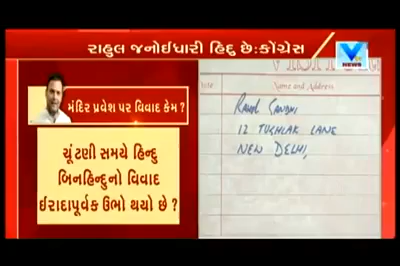 રાહુલ જનોઈધારી હિંદુ છે:કોંગ્રેસ
V
NEWS
મંદિર પ્રવેશ પર વિવાદ કેમ ?
ચૂંટણી સમયે હિન્દુ
બિનહિન્દુનો વિવાદ
ઈરાદાપૂર્વક ઉભો થયો છે ?
Name and Address
Rahul Gandhi
12 TUGHLAK LANE
NEW DELHI,